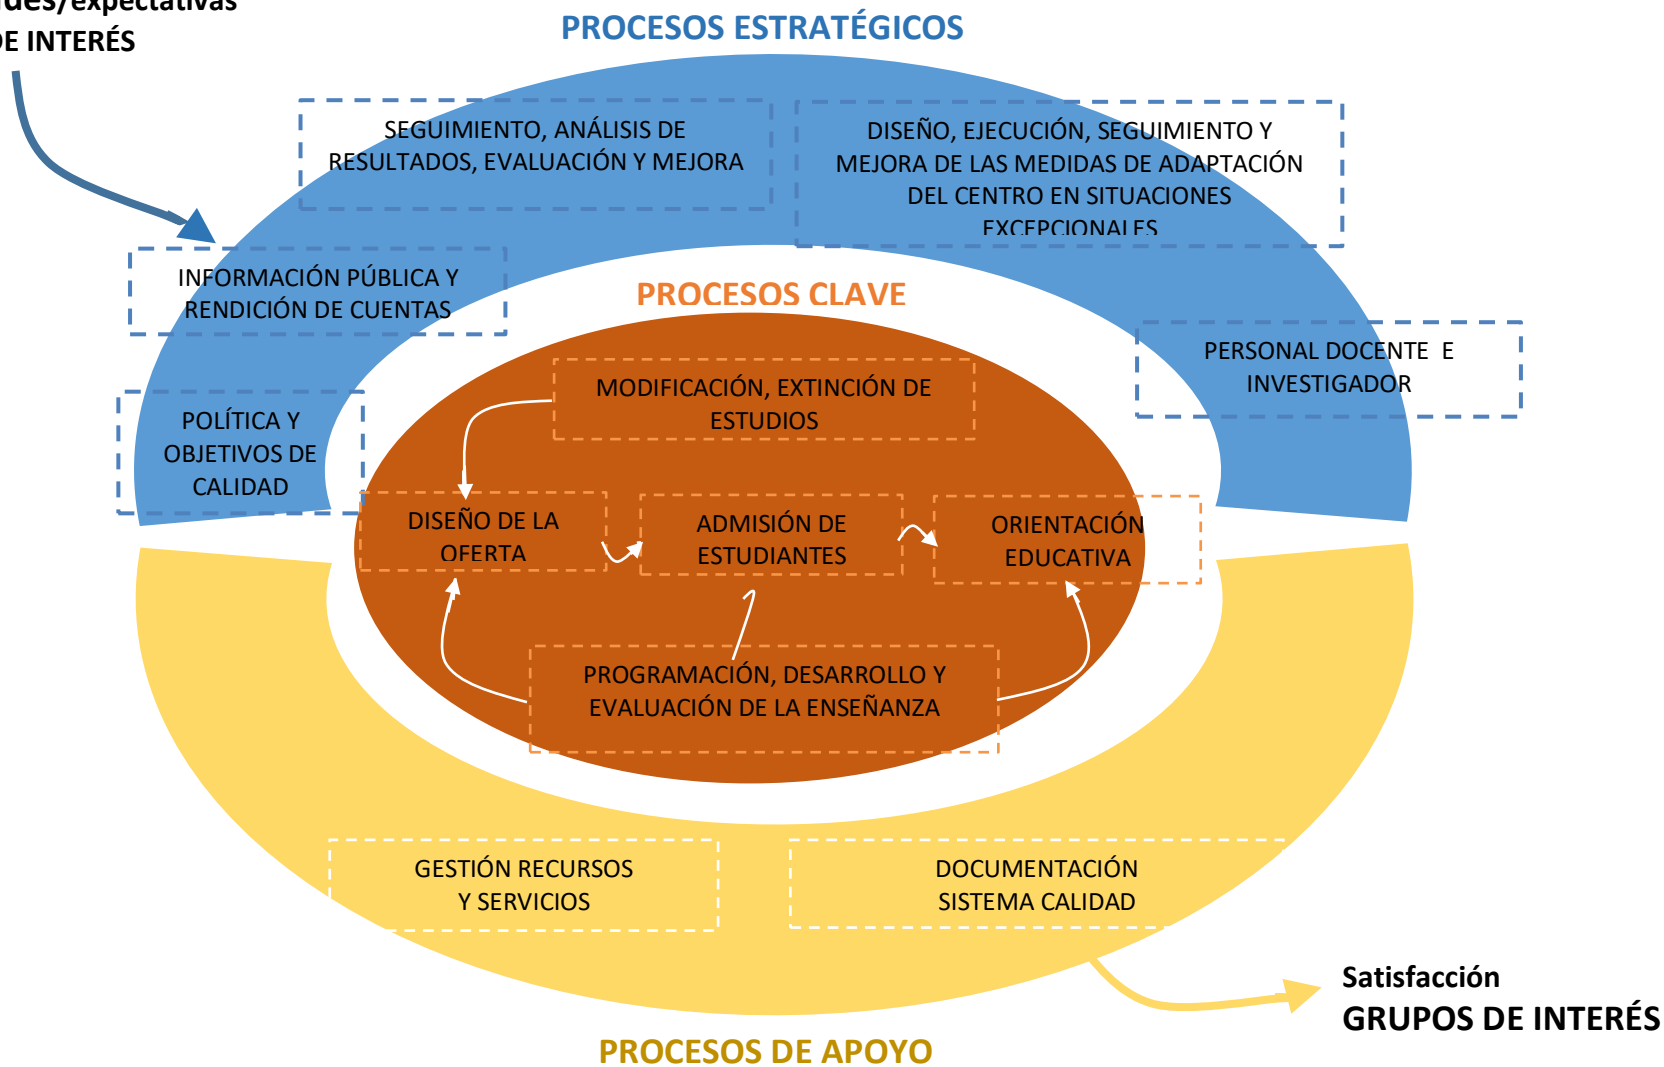 /expectativas
DE INTERÉS
PROCESOS ESTRATÉGICOS
SEGUIMIENTO, ANÁLISIS DE
RESULTADOS, EVALUACIÓN Y MEJORA
DISEÑO, EJECUCIÓN, SEGUIMIENTO Y
MEJORA DE LAS MEDIDAS DE ADAPTACIÓN
DEL CENTRO EN SITUACIONES
EXCEPCIONALES
INFORMACIÓN PÚBLICA Y
RENDICIÓN DE CUENTAS
PROCESOS CLAVE
PERSONAL DOCENTE E
INVESTIGADOR
POLÍTICA Y
OBJETIVOS DE
CALIDAD
MODIFICACIÓN, EXTINCIÓN DE
ESTUDIOS
DISEÑO DE LA
OFERTA
ADMISIÓN DE
ESTUDIANTES
ORIENTACIÓN
EDUCATIVA
PROGRAMACIÓN, DESARROLLO Y
EVALUACIÓN DE LA ENSEÑANZA
GESTIÓN RECURSOS
Y SERVICIOS
DOCUMENTACIÓN
SISTEMA CALIDAD
Satisfacción
GRUPOS DE INTERÉS
PROCESOS DE APOYO